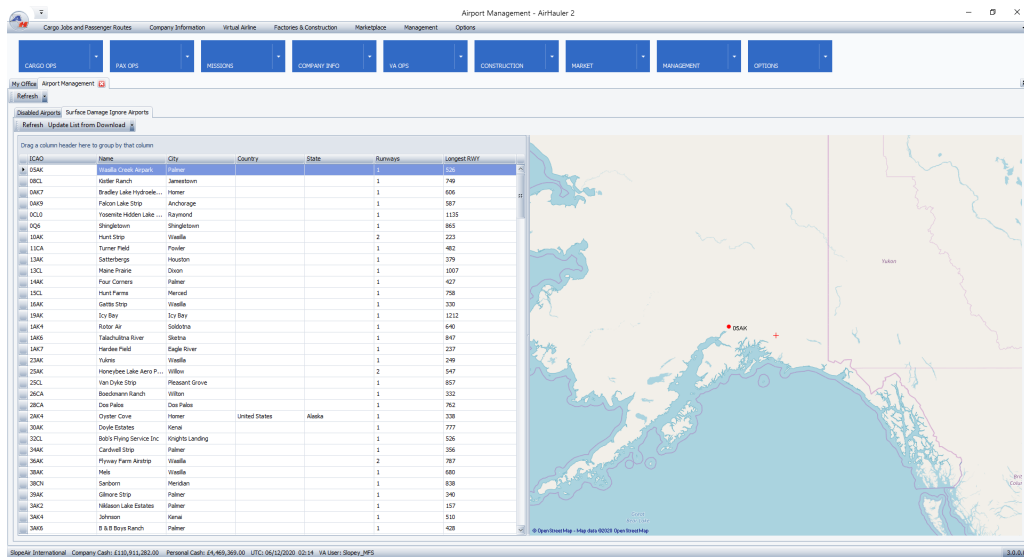 Airport Management - AirHauler 2
Cargo Jobs and Passenger Routes Company Information Virtual Airline Factories & Construction Marketplace Management Options
CARGO OPS PAX OPS MISSIONS COMPANY INFO VA OPS CONSTRUCTION MARKET MANAGEMENT OPTIONS
My Office Airport Management
Refresh
Disabled Airports Surface Damage Ignore Airports
Refresh Update List from Download
Drag a column header here to group by that column
ICAO Name City Country State Runways Longest RWY
05AK Wasilla Creek Airpark Palmer 1 526
08CL Kistler Ranch Jamestown 1 749
0AK7 Bradley Lake Hydroele... Homer 1 606
0AK9 Falcon Lake Strip Anchorage 1 587
0CL0 Yosemite Hidden Lake ... Raymond 1 1135
0Q6 Shingletown Shingletown 1 865
10AK Hunt Strip Wasilla 2 223
11CA Turner Field Fowler 1 482
13AK Satterbergs Houston 1 379
13CL Maine Prairie Dixon 1 1007
14AK Four Corners Palmer 1 427
15CL Hunt Farms Merced 1 758
16AK Gattis Strip Wasilla 1 330
19AK Icy Bay Icy Bay 1 1212
1AK4 Rotor Air Soldotna 1 640
1AK6 Talachulitna River Sketna 1 847
1AK7 Hardee Field Eagle River 1 237
23AK Yuknis Wasilla 1 249
25AK Honeybee Lake Aero P... Willow 2 547
25CL Van Dyke Strip Pleasant Grove 1 857
26CA Boeckmann Ranch Wilton 1 332
28CA Dos Palos Dos Palos 1 762
2AK4 Oyster Cove Homer United States Alaska 1 338
30AK Doyle Estates Kenai 1 777
32CL Bob's Flying Service Inc Knights Landing 1 526
34AK Cardwell Strip Palmer 1 356
36AK Flyway Farm Airstrip Wasilla 2 787
38AK Mels Wasilla 1 680
38CN Sanborn Meridian 1 838
39AK Gilmore Strip Palmer 1 340
3AK2 Niklason Lake Estates Palmer 1 157
3AK4 Johnson Kenai 1 510
3AK6 B & B Boys Ranch Palmer 1 428
Yukon
05AK
© OpenStreetMap - Map data ©2020 OpenStreetMap
SlopeAir International Company Cash: £110,911,282.00 Personal Cash: £4,469,369.00 UTC: 06/12/2020 02:14 VA User: Slopey_MFS